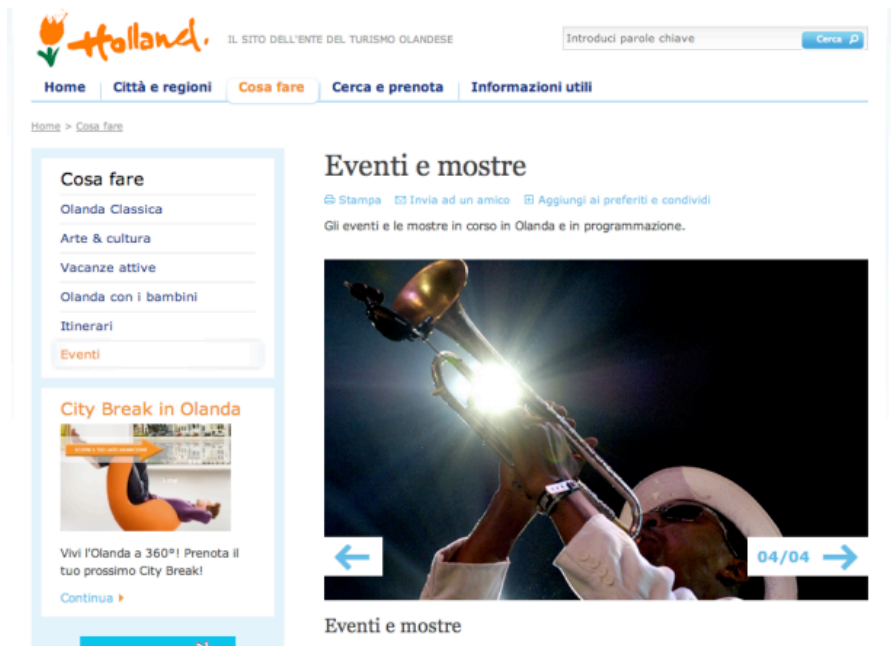 Holland.
IL SITO DELL'ENTE DEL TURISMO OLANDESE
Introduci parole chiave
Cerca
Home
Città e regioni
Cosa fare
Cerca e prenota
Informazioni utili
Home > Cosa fare
Cosa fare
Olanda Classica
Arte & cultura
Vacanze attive
Olanda con i bambini
Itinerari
Eventi
City Break in Olanda
Vivi l'Olanda a 360°! Prenota il
tuo prossimo City Break!
Continua
Eventi e mostre
Stampa
Invia ad un amico
Aggiungi ai preferiti e condividi
Gli eventi e le mostre in corso in Olanda e in programmazione.
04/04
Eventi e mostre